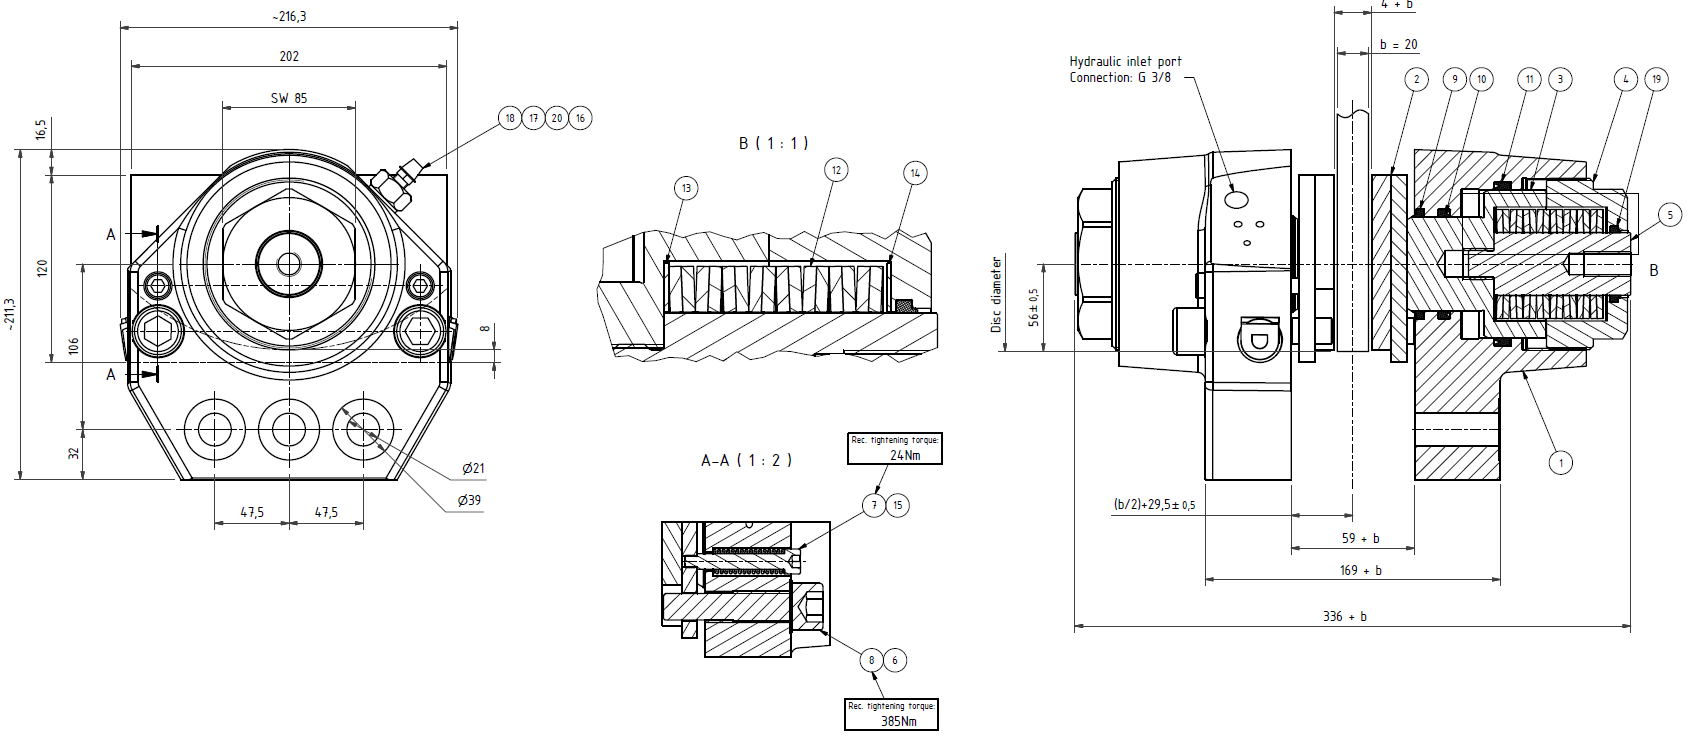 ~216,3
202
SW 85
16,5
18 17 20 16
A
120
~211,3
106
8
A
32
Ø21
Ø39
47,5 47,5
B ( 1 : 1 )
13 12 14
A-A ( 1 : 2 )
Rec. tightening torque:
24Nm
7 15
8 6
Rec. tightening torque:
385Nm
4 + b
b = 20
Hydraulic inlet port
Connection: G 3/8
2 9 10 11 3 4 19
5
B
Disc diameter
56± 0,5
1
(b/2)+29,5± 0,5
59 + b
169 + b
336 + b